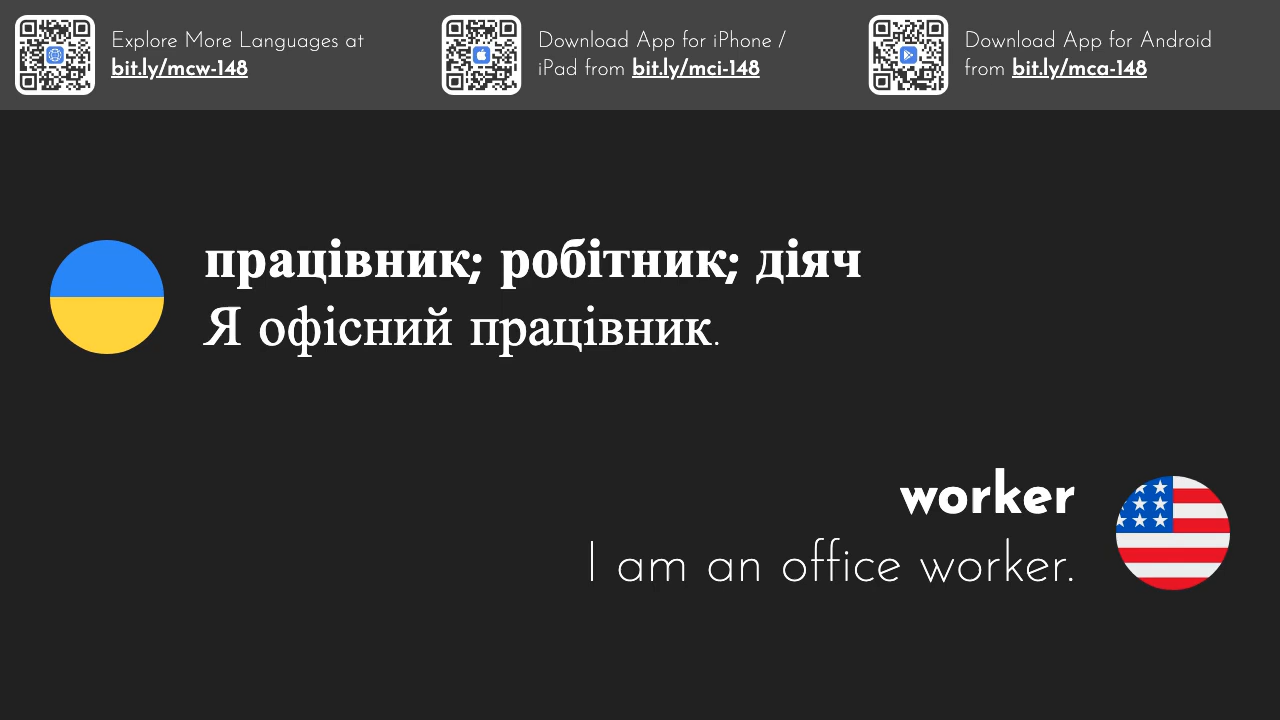 Explore More Languages at
bit.ly/mcw-148
Download App for iPhone /
iPad from bit.ly/mci-148
Download App for Android
from bit.ly/mca-148
працівник; робітник; діяч
Я офісний працівник.
worker
I am an office worker.